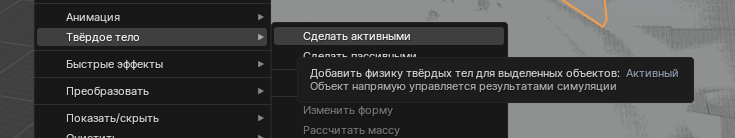 Анимация
Твёрдое тело
Быстрые эффекты
Преобразовать
Показать/скрыть
Очистить
Сделать активными
Сделать пассивными
Добавить физику твёрдых тел для выделенных объектов: Активный
Объект напрямую управляется результатами симуляции
Изменить форму
Рассчитать массу